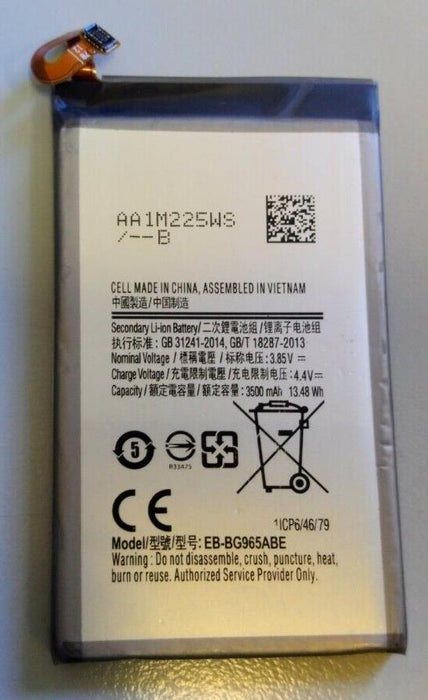 AA1M225WS
/--B
CELL MADE IN CHINA, ASSEMBLED IN VIETNAM
中國製造/中国制造
Secondary Li-ion Battery/二次鋰電池組/锂离子电池组
执行标准: GB 31241-2014, GB/T 18287-2013
Nominal Voltage / 標稱電壓 / 标称电压: 3.85V⎓
Charge Voltage / 充電限制電壓 / 充电限制电压: 4.4V⎓
Capacity / 額定電容量 / 额定容量: 3500 mAh 13.48 Wh
5
R33475
CE
1ICP6/46/79
Model/型號/型号: EB-BG965ABE
Warning: Do not disassemble, crush, puncture, heat,
burn or reuse. Authorized Service Provider Only.